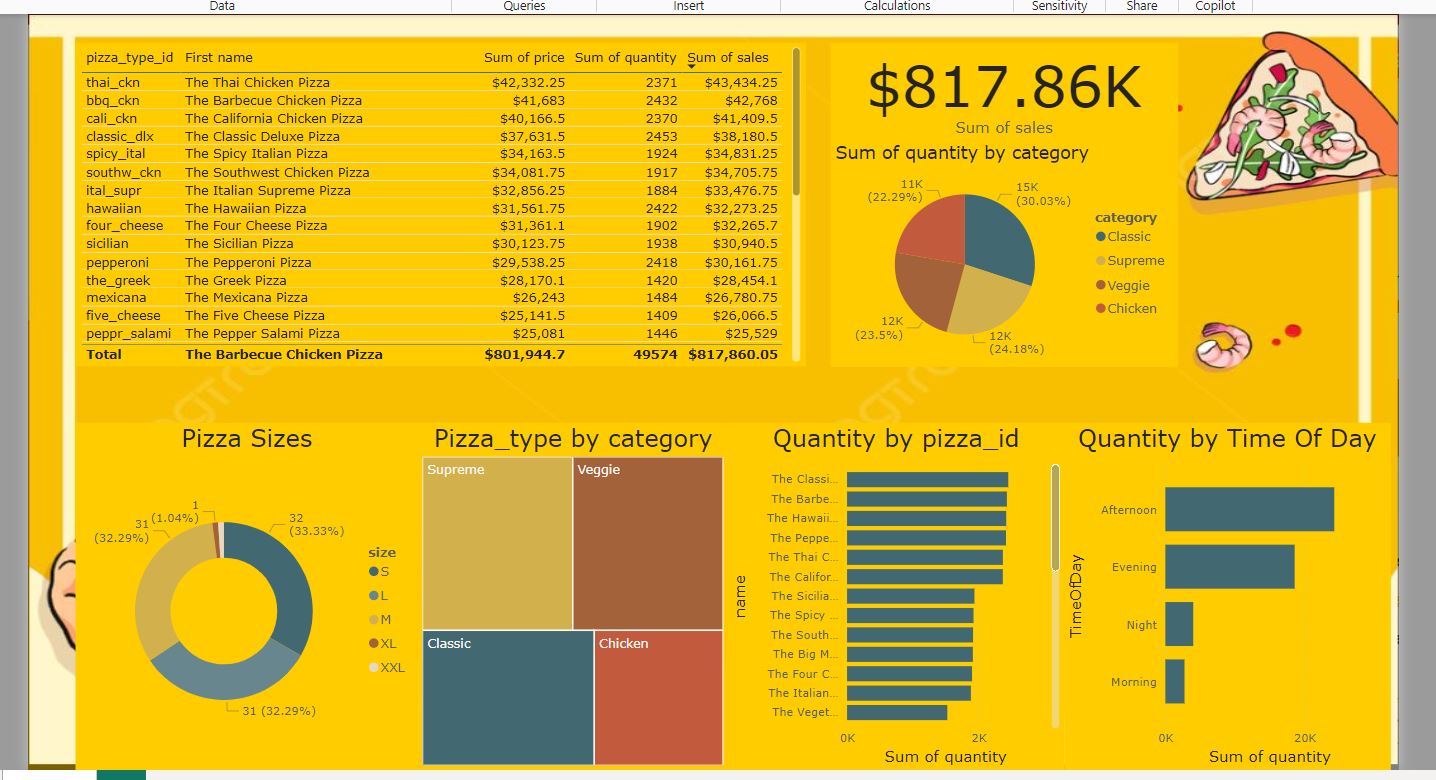 Data Queries Insert Calculations Sensitivity Share Copilot
pizza_type_id First name Sum of price Sum of quantity Sum of sales
thai_ckn The Thai Chicken Pizza $42,332.25 2371 $43,434.25
bbq_ckn The Barbecue Chicken Pizza $41,683 2432 $42,768
cali_ckn The California Chicken Pizza $40,166.5 2370 $41,409.5
classic_dlx The Classic Deluxe Pizza $37,631.5 2453 $38,180.5
spicy_ital The Spicy Italian Pizza $34,163.5 1924 $34,831.25
southw_ckn The Southwest Chicken Pizza $34,081.75 1917 $34,705.75
ital_supr The Italian Supreme Pizza $32,856.25 1884 $33,476.75
hawaiian The Hawaiian Pizza $31,561.75 2422 $32,273.25
four_cheese The Four Cheese Pizza $31,361.1 1902 $32,265.7
sicilian The Sicilian Pizza $30,123.75 1938 $30,940.5
pepperoni The Pepperoni Pizza $29,538.25 2418 $30,161.75
the_greek The Greek Pizza $28,170.1 1420 $28,454.1
mexicana The Mexicana Pizza $26,243 1484 $26,780.75
five_cheese The Five Cheese Pizza $25,141.5 1409 $26,066.5
peppr_salami The Pepper Salami Pizza $25,081 1446 $25,529
Total The Barbecue Chicken Pizza $801,944.7 49574 $817,860.05
$817.86K
Sum of sales
Sum of quantity by category
11K
(22.29%)
15K
(30.03%)
12K
(23.5%)
12K
(24.18%)
category
Classic
Supreme
Veggie
Chicken
Pizza Sizes
1
(1.04%)
31
(32.29%)
32
(33.33%)
31 (32.29%)
size
S
L
M
XL
XXL
Pizza_type by category
Supreme
Veggie
Classic
Chicken
Quantity by pizza_id
name
The Classi...
The Barbe...
The Hawaii...
The Peppe...
The Thai C...
The Califor...
The Sicilia...
The Spicy ...
The South...
The Big M...
The Four C...
The Italian...
The Veget...
0K 2K
Sum of quantity
Quantity by Time Of Day
TimeOfDay
Afternoon
Evening
Night
Morning
0K 20K
Sum of quantity